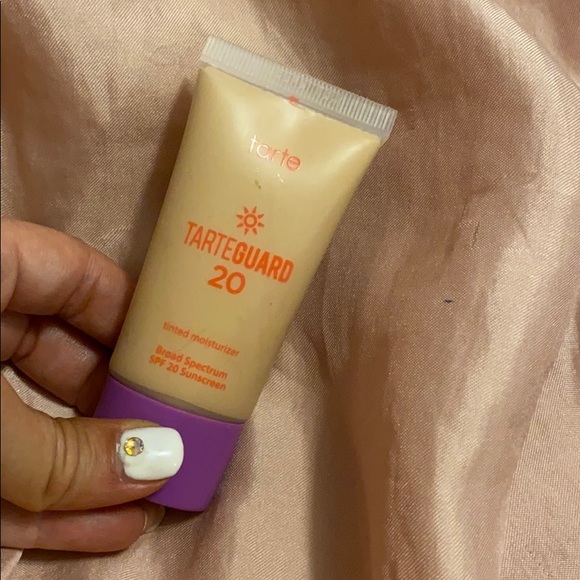 tarte
TARTEGUARD
20
tinted moisturizer
Broad Spectrum
SPF 20 Sunscreen